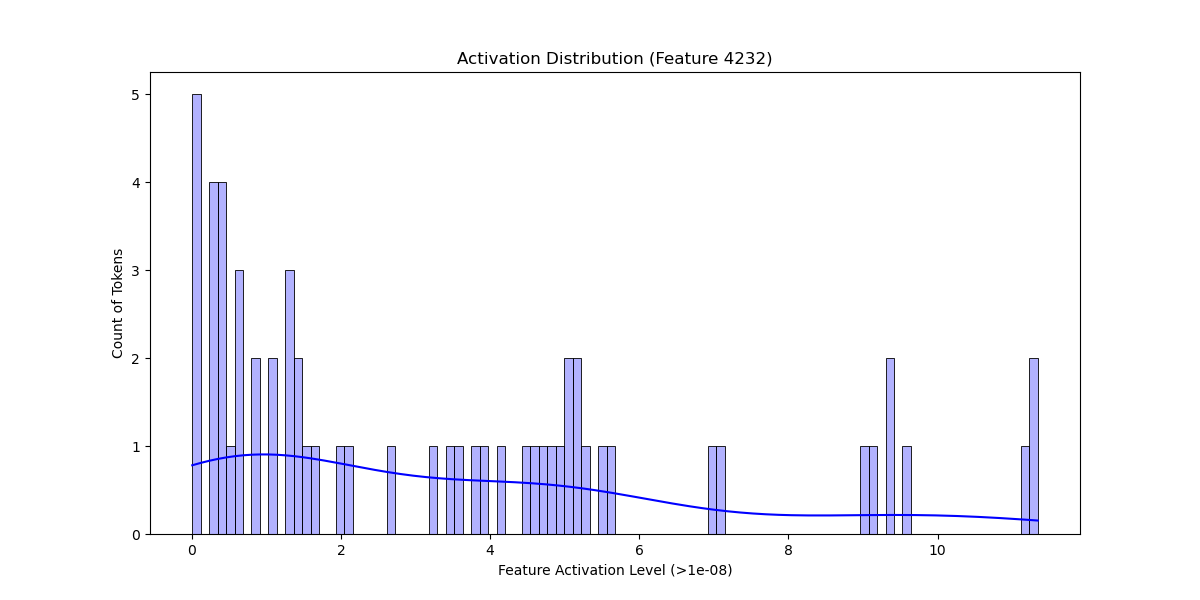 Activation Distribution (Feature 4232)
Count of Tokens
5
4
3
2
1
0
0 2 4 6 8 10
Feature Activation Level (>1e-08)